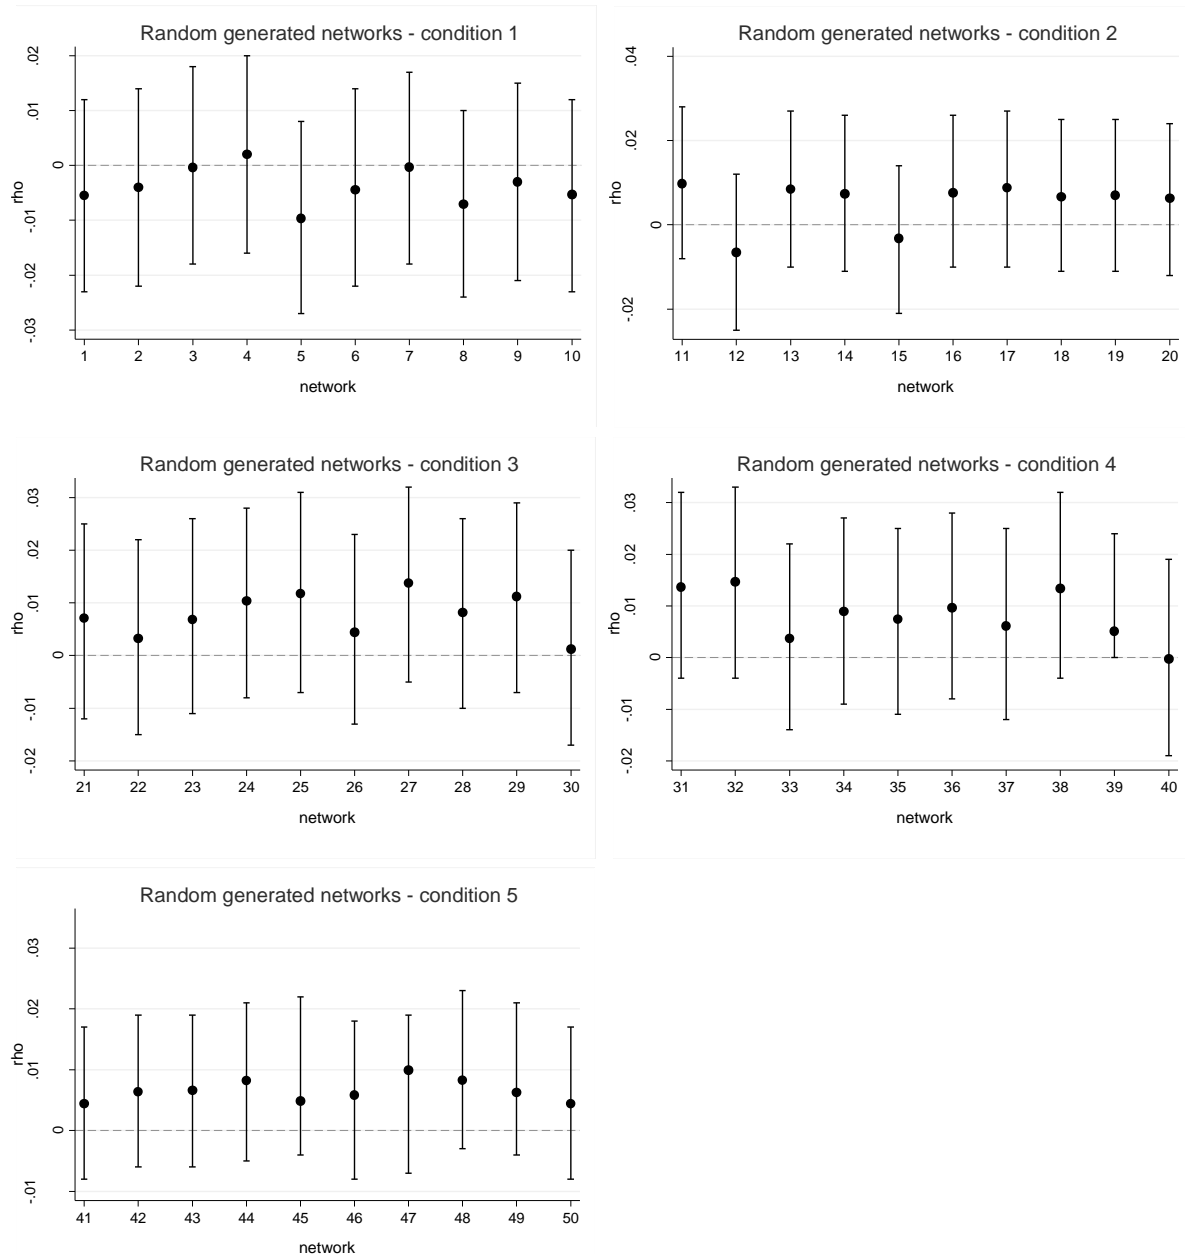 Random generated networks - condition 1
.02
.01
0
-.01
-.02
-.03
rho
1 2 3 4 5 6 7 8 9 10
network
Random generated networks - condition 2
.04
.02
0
-.02
rho
11 12 13 14 15 16 17 18 19 20
network
Random generated networks - condition 3
.03
.02
.01
0
-.01
-.02
rho
21 22 23 24 25 26 27 28 29 30
network
Random generated networks - condition 4
.03
.02
.01
0
-.01
-.02
rho
31 32 33 34 35 36 37 38 39 40
network
Random generated networks - condition 5
.03
.02
.01
0
-.01
rho
41 42 43 44 45 46 47 48 49 50
network